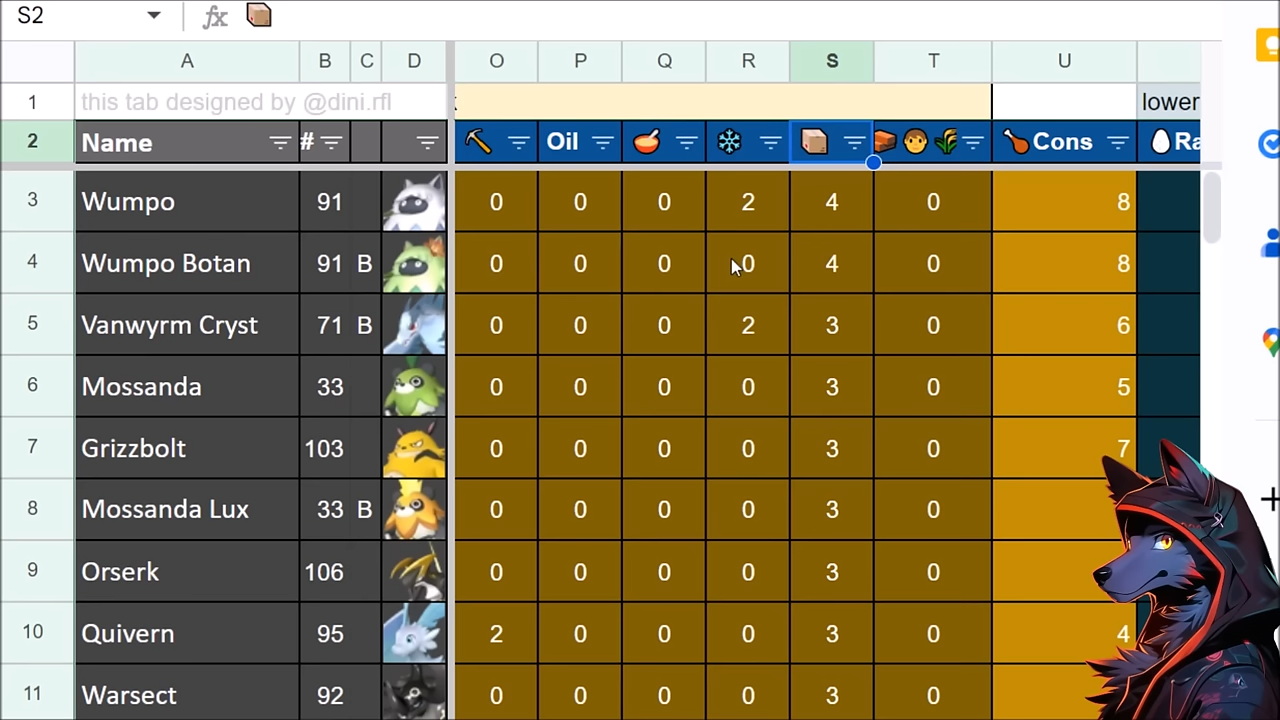 S2 fx 📦
A B C D O P Q R S T U
1 this tab designed by @dini.rfl lower
2 Name # ⛏ Oil 🥣 ❄ 📦 🧱 👨 🌾 🍗Cons 🥚Ra
3 Wumpo 91 0 0 0 2 4 0 8
4 Wumpo Botan 91 B 0 0 0 0 4 0 8
5 Vanwyrm Cryst 71 B 0 0 0 2 3 0 6
6 Mossanda 33 0 0 0 0 3 0 5
7 Grizzbolt 103 0 0 0 0 3 0 7
8 Mossanda Lux 33 B 0 0 0 0 3 0
9 Orserk 106 0 0 0 0 3 0
10 Quivern 95 2 0 0 0 3 0 4
11 Warsect 92 0 0 0 0 3 0